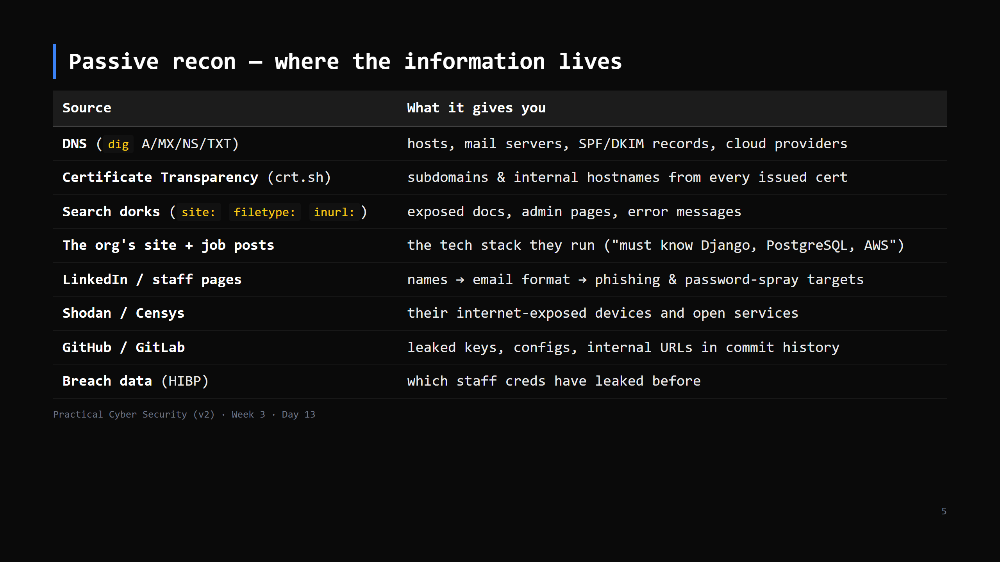 Passive recon — where the information lives
Source What it gives you
DNS (dig A/MX/NS/TXT) hosts, mail servers, SPF/DKIM records, cloud providers
Certificate Transparency (crt.sh) subdomains & internal hostnames from every issued cert
Search dorks (site: filetype: inurl:) exposed docs, admin pages, error messages
The org's site + job posts the tech stack they run ("must know Django, PostgreSQL, AWS")
LinkedIn / staff pages names → email format → phishing & password-spray targets
Shodan / Censys their internet-exposed devices and open services
GitHub / GitLab leaked keys, configs, internal URLs in commit history
Breach data (HIBP) which staff creds have leaked before
Practical Cyber Security (v2) · Week 3 · Day 13
5